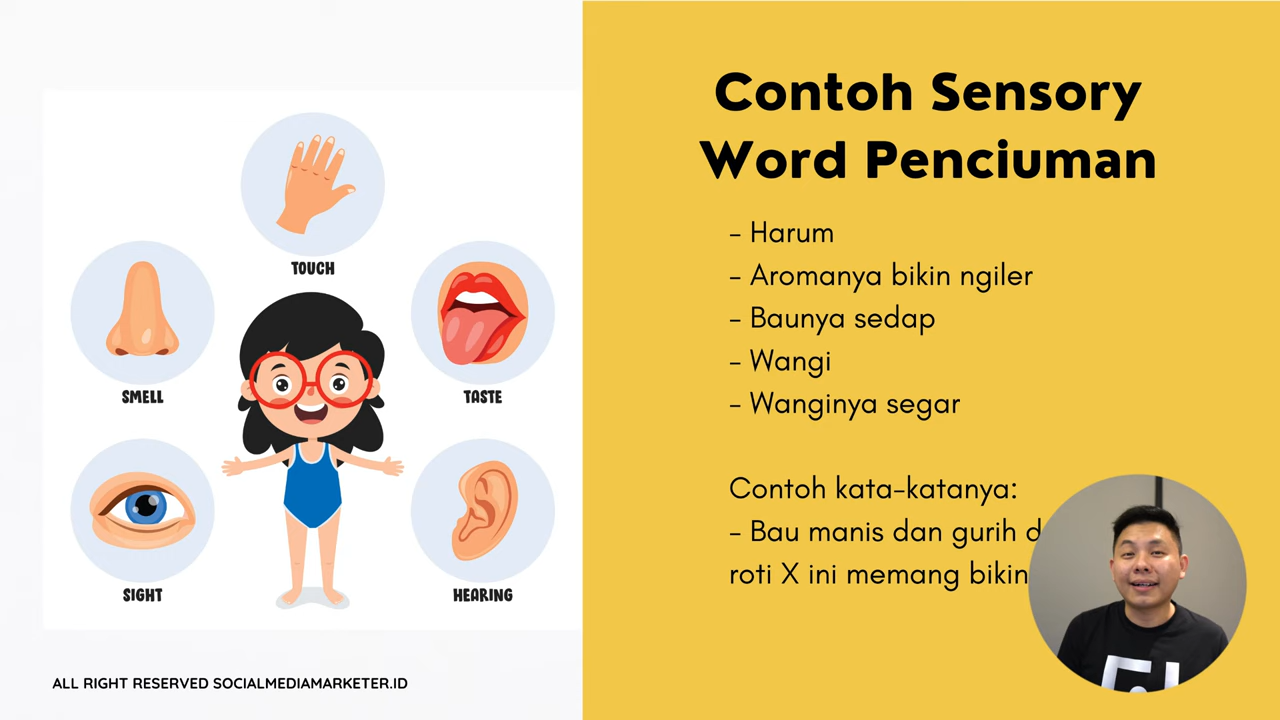 Contoh Sensory
Word Penciuman
- Harum
- Aromanya bikin ngiler
- Baunya sedap
- Wangi
- Wanginya segar
Contoh kata-katanya:
- Bau manis dan gurih
roti X ini memang bikin
TOUCH
SMELL
TASTE
SIGHT
HEARING
ALL RIGHT RESERVED SOCIALMEDIAMARKETER.ID